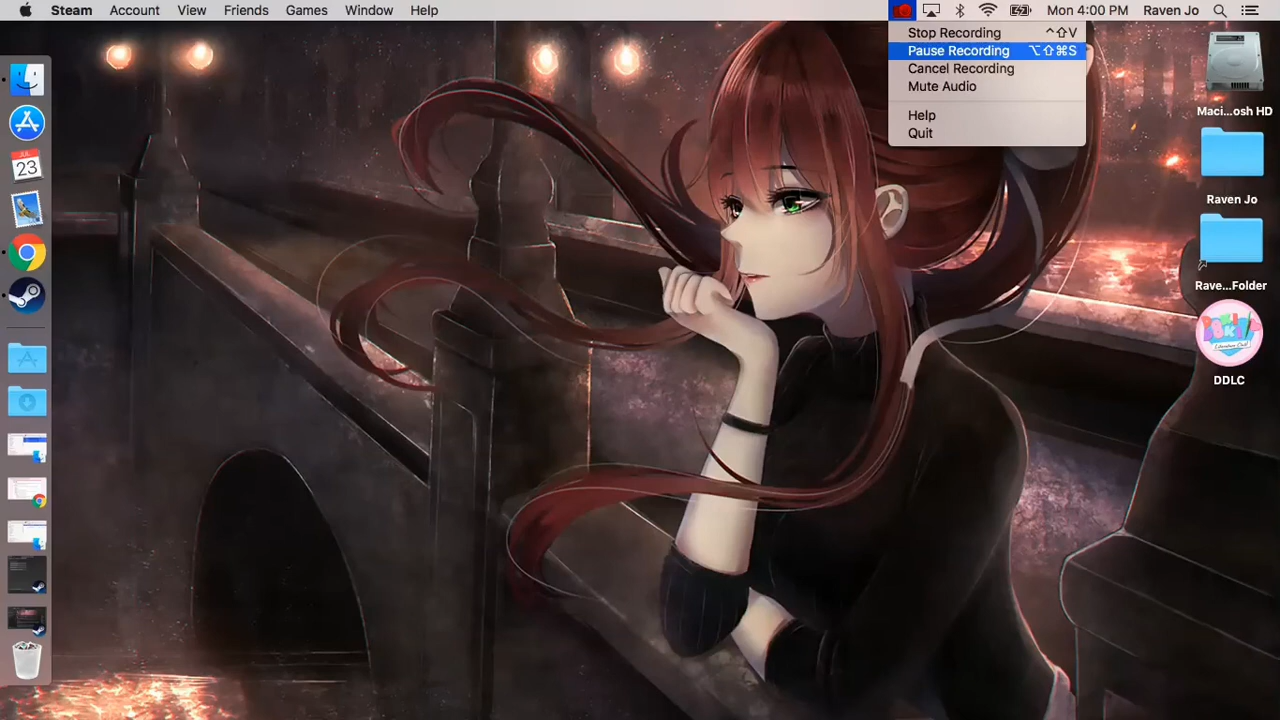 Steam Account View Friends Games Window Help Mon 4:00 PM Raven Jo
Stop Recording ^⇧V
Pause Recording ⌥⇧⌘S
Cancel Recording
Mute Audio
Help
Quit
Maci...osh HD
Raven Jo
Rave...Folder
DDLC
JUL
23